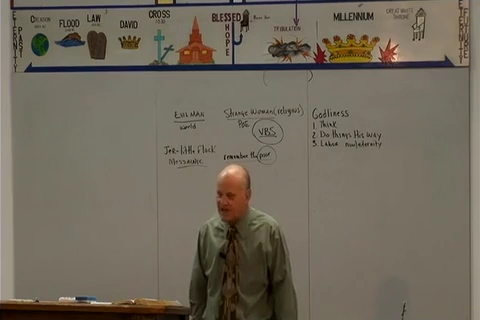 CREATION
FLOOD
LAW
DAVID
CROSS
BLESSED
HOPE
TRIBULATION
MILLENNIUM
GREAT WHITE
THRONE
ETERNITY
PAST
ETERNITY
FUTURE
Evil Man
World
Strange Woman (religious)
VBS
Jer-Little Flock
Message
remember the poor
Godliness
1. Think
2. Do things His way
3. Labor now/eternity